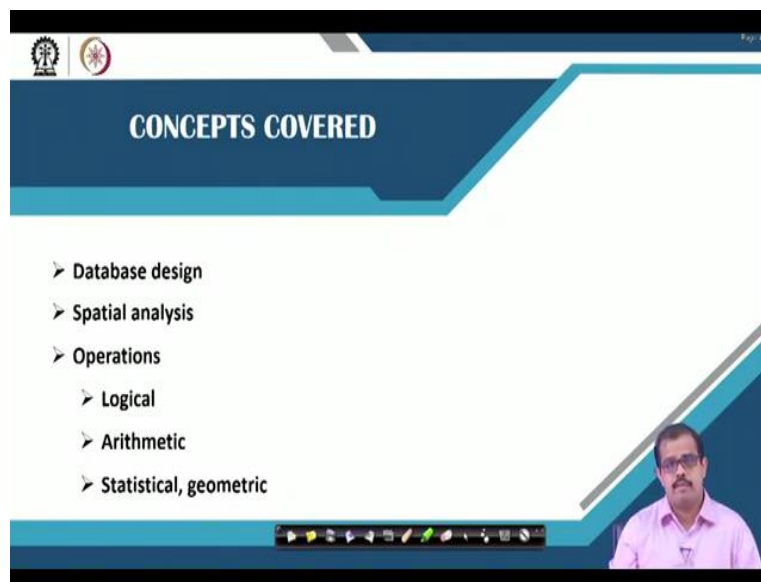 CONCEPTS COVERED
➤ Database design
➤ Spatial analysis
➤ Operations
➤ Logical
➤ Arithmetic
➤ Statistical, geometric